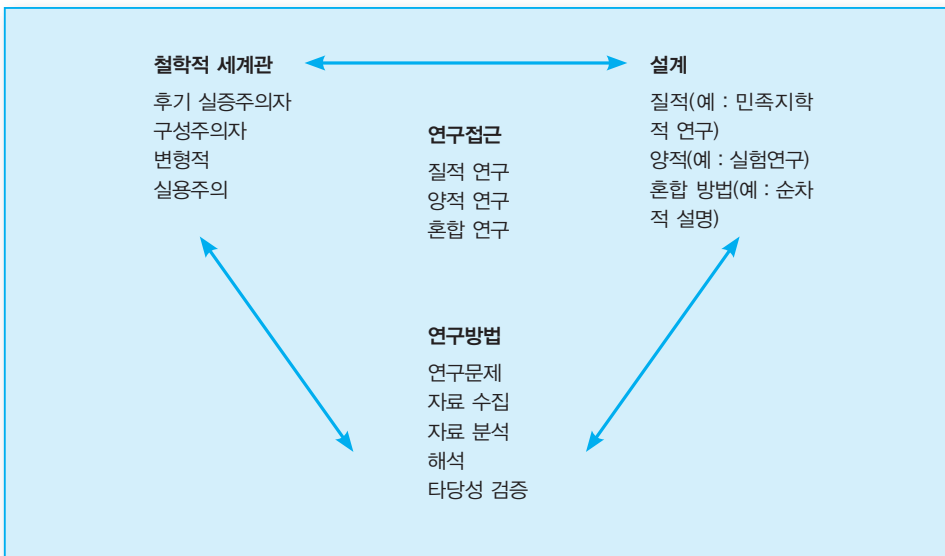 철학적 세계관
후기 실증주의자
구성주의자
변형적
실용주의
연구접근
질적 연구
양적 연구
혼합 연구
설계
질적(예 : 민족지학
적 연구)
양적(예 : 실험연구)
혼합 방법(예 : 순차
적 설명)
연구방법
연구문제
자료 수집
자료 분석
해석
타당성 검증